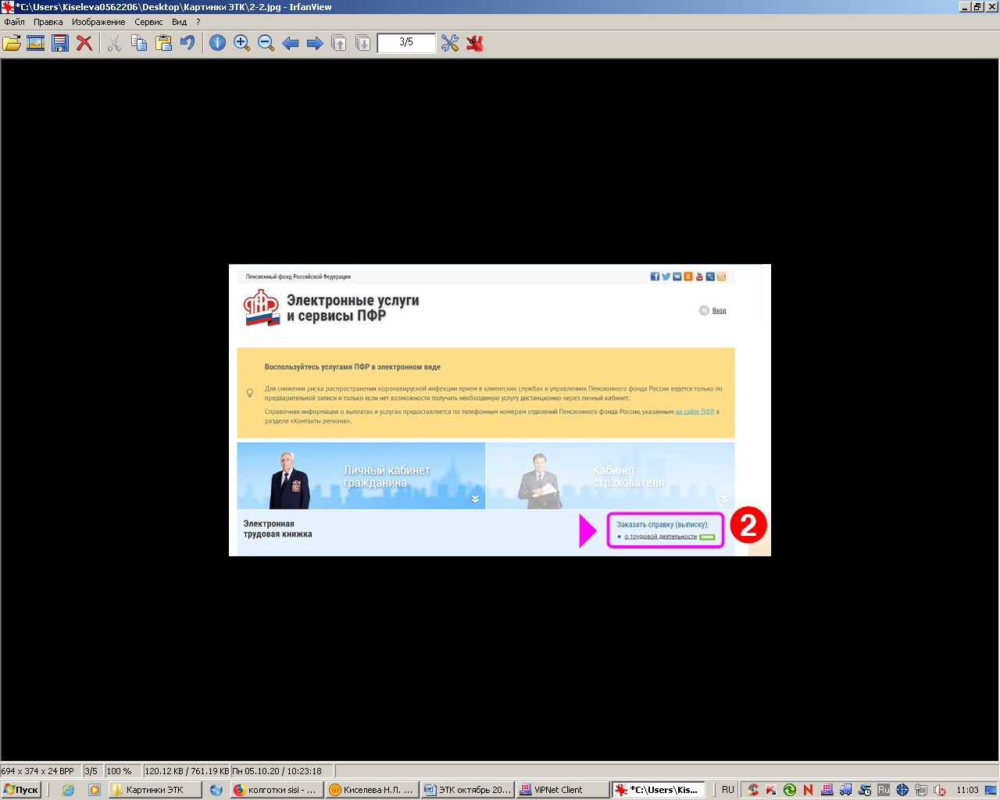 *C:\Users\Kiseleva0562206\Desktop\Картинки ЭТК\2-2.jpg - IrfanView
Файл Правка Изображение Сервис Вид ?
3/5
Пенсионный фонд Российской Федерации
Электронные услуги
и сервисы ПФР
Вход
Воспользуйтесь услугами ПФР в электронном виде
Для снижения риска распространения коронавирусной инфекции прием в клиентских службах и управлениях Пенсионного фонда России ведется только по
предварительной записи и только если нет возможности получить необходимую услугу дистанционно через личный кабинет.
Справочная информация о выплатах и услугах предоставляется по телефонным номерам отделений Пенсионного фонда России, указанным на сайте ПФР в
разделе «Контакты региона».
Личный кабинет
гражданина
Кабинет
страхователя
Электронная
трудовая книжка
Заказать справку (выписку):
• о трудовой деятельности
2
694 x 374 x 24 BPP 3/5 100 % 120.12 KB / 761.19 KB Пн 05.10.20 / 10:23:18
Пуск Картинки ЭТК колготки sisi - ... Киселева Н.Л. ... ЭТК октябрь 20... ViPNet Client *C:\Users\Kis... RU Ru 11:03